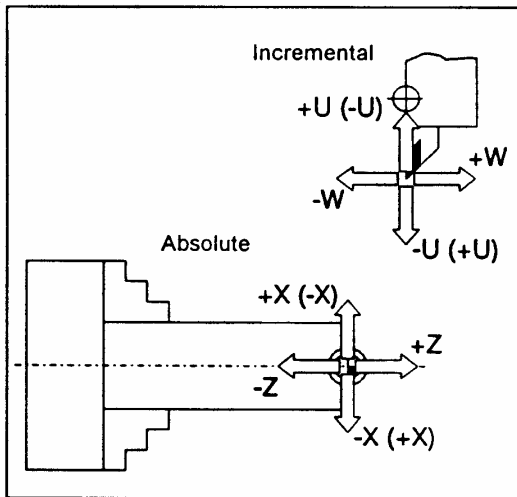 Incremental
+U (-U)
+W
-W
-U (+U)
Absolute
+X (-X)
+Z
-Z
-X (+X)